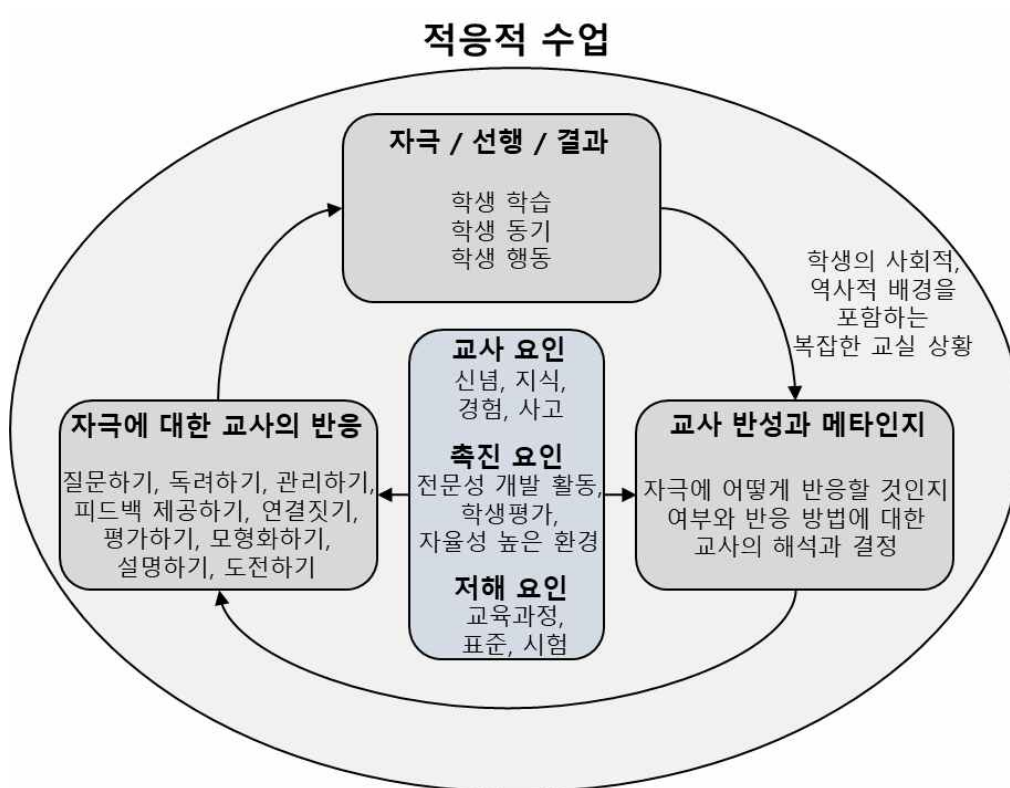 적응적 수업
자극 / 선행 / 결과
학생 학습
학생 동기
학생 행동
학생의 사회적,
역사적 배경을
포함하는
복잡한 교실 상황
교사 요인
신념, 지식,
경험, 사고
촉진 요인
전문성 개발 활동,
학생평가,
자율성 높은 환경
저해 요인
교육과정,
표준, 시험
자극에 대한 교사의 반응
질문하기, 독려하기, 관리하기,
피드백 제공하기, 연결짓기,
평가하기, 모형화하기,
설명하기, 도전하기
교사 반성과 메타인지
자극에 어떻게 반응할 것인지
여부와 반응 방법에 대한
교사의 해석과 결정